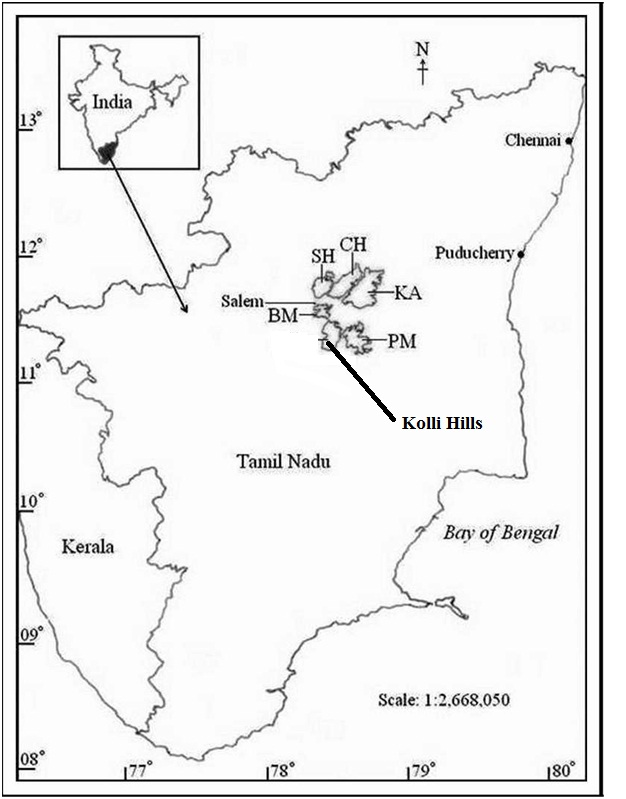 N
India
13°
Chennai
12°
Puducherry
CH
SH
KA
Salem
BM
PM
11°
Kolli Hills
Tamil Nadu
10°
Bay of Bengal
Kerala
09°
Scale: 1:2,668,050
08°
77 78 79 80